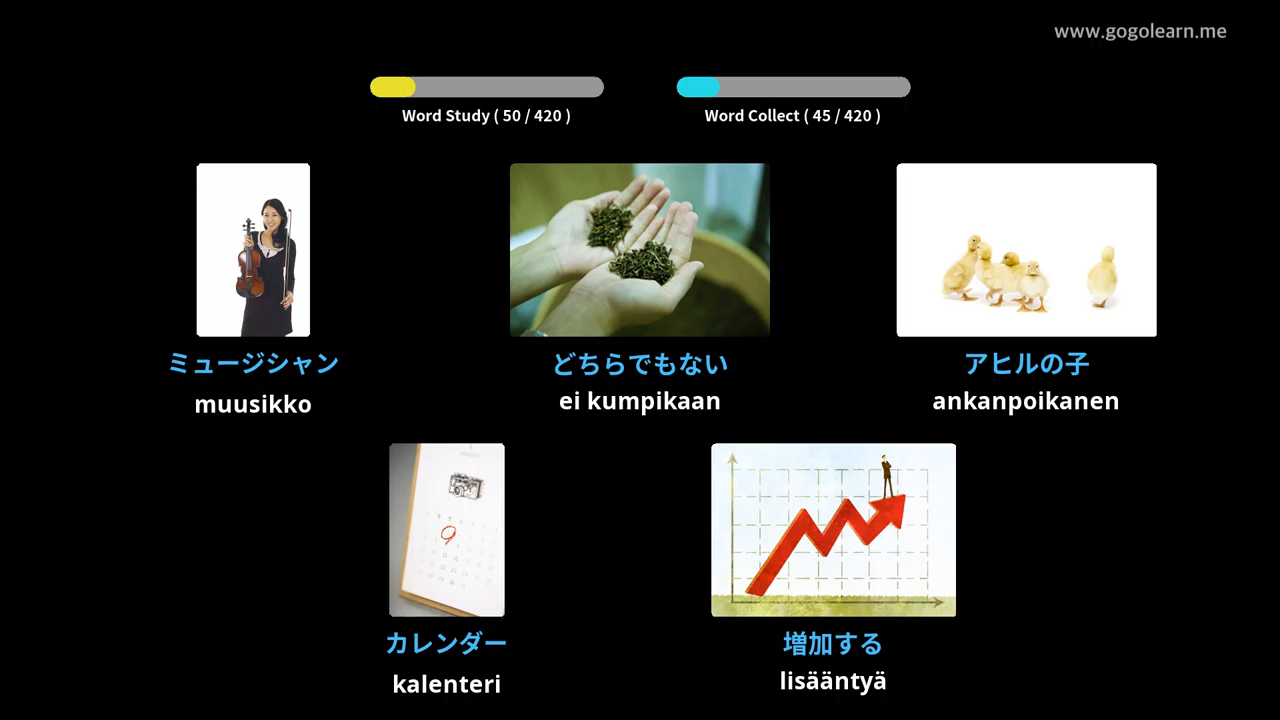 www.gogolearn.me
Word Study ( 50 / 420 )
Word Collect ( 45 / 420 )
ミュージシャン
muusikko
どちらでもない
ei kumpikaan
アヒルの子
ankanpoikanen
カレンダー
kalenteri
増加する
lisääntyä